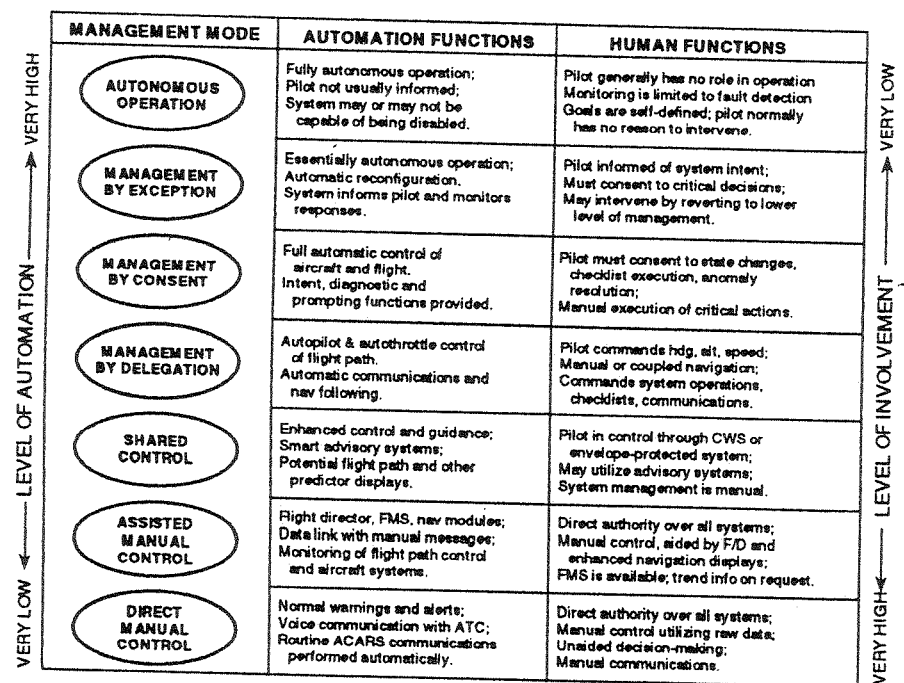 MANAGEMENT MODE
AUTOMATION FUNCTIONS
HUMAN FUNCTIONS
AUTONOMOUS
OPERATION
Fully autonomous operation;
Pilot not usually informed;
System may or may not be
capable of being disabled.
Pilot generally has no role in operation
Monitoring is limited to fault detection
Goals are self-defined; pilot normally
has no reason to intervene.
MANAGEMENT
BY EXCEPTION
Essentially autonomous operation;
Automatic reconfiguration.
System informs pilot and monitors
responses.
Pilot informed of system intent;
Must consent to critical decisions;
May intervene by reverting to lower
level of management.
MANAGEMENT
BY CONSENT
Full automatic control of
aircraft and flight.
Intent, diagnostic and
prompting functions provided.
Pilot must consent to state changes,
checklist execution, anomaly
resolution;
Manual execution of critical actions.
MANAGEMENT
BY DELEGATION
Autopilot & autothrottle control
of flight path.
Automatic communications and
nav following.
Pilot commands hdg, alt, speed;
Manual or coupled navigation;
Commands system operations,
checklists, communications.
SHARED
CONTROL
Enhanced control and guidance;
Smart advisory systems;
Potential flight path and other
predictor displays.
Pilot in control through CWS or
envelope-protected system;
May utilize advisory systems;
System management is manual.
ASSISTED
MANUAL
CONTROL
Flight director, FMS, nav modules;
Data link with manual messages;
Monitoring of flight path control
and aircraft systems.
Direct authority over all systems;
Manual control, aided by F/D and
enhanced navigation displays;
FMS is available; trend info on request.
DIRECT
MANUAL
CONTROL
Normal warnings and alerts;
Voice communication with ATC;
Routine ACARS communications
performed automatically.
Direct authority over all systems;
Manual control utilizing raw data;
Unaided decision-making;
Manual communications.
VERY LOW LEVEL OF AUTOMATION VERY HIGH
VERY HIGH LEVEL OF INVOLVEMENT VERY LOW